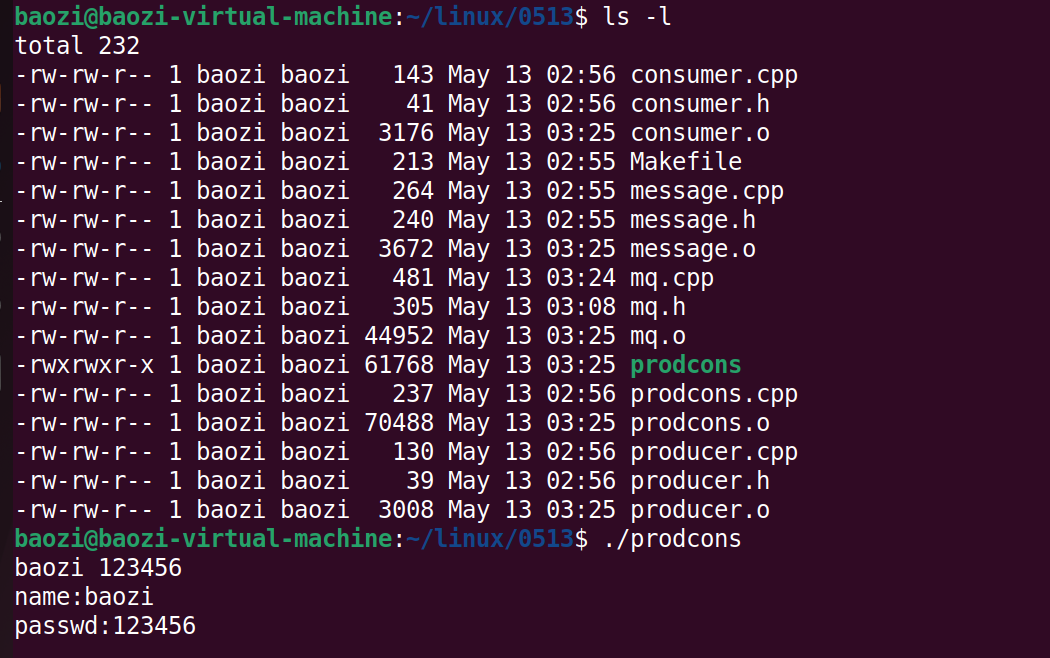 baozi@baozi-virtual-machine:~/linux/0513$ ls -l
total 232
-rw-rw-r-- 1 baozi baozi   143 May 13 02:56 consumer.cpp
-rw-rw-r-- 1 baozi baozi    41 May 13 02:56 consumer.h
-rw-rw-r-- 1 baozi baozi  3176 May 13 03:25 consumer.o
-rw-rw-r-- 1 baozi baozi   213 May 13 02:55 Makefile
-rw-rw-r-- 1 baozi baozi   264 May 13 02:55 message.cpp
-rw-rw-r-- 1 baozi baozi   240 May 13 02:55 message.h
-rw-rw-r-- 1 baozi baozi  3672 May 13 03:25 message.o
-rw-rw-r-- 1 baozi baozi   481 May 13 03:24 mq.cpp
-rw-rw-r-- 1 baozi baozi   305 May 13 03:08 mq.h
-rw-rw-r-- 1 baozi baozi 44952 May 13 03:25 mq.o
-rwxrwxr-x 1 baozi baozi 61768 May 13 03:25 prodcons
-rw-rw-r-- 1 baozi baozi   237 May 13 02:56 prodcons.cpp
-rw-rw-r-- 1 baozi baozi 70488 May 13 03:25 prodcons.o
-rw-rw-r-- 1 baozi baozi   130 May 13 02:56 producer.cpp
-rw-rw-r-- 1 baozi baozi    39 May 13 02:56 producer.h
-rw-rw-r-- 1 baozi baozi  3008 May 13 03:25 producer.o
baozi@baozi-virtual-machine:~/linux/0513$ ./prodcons
baozi 123456
name:baozi
passwd:123456